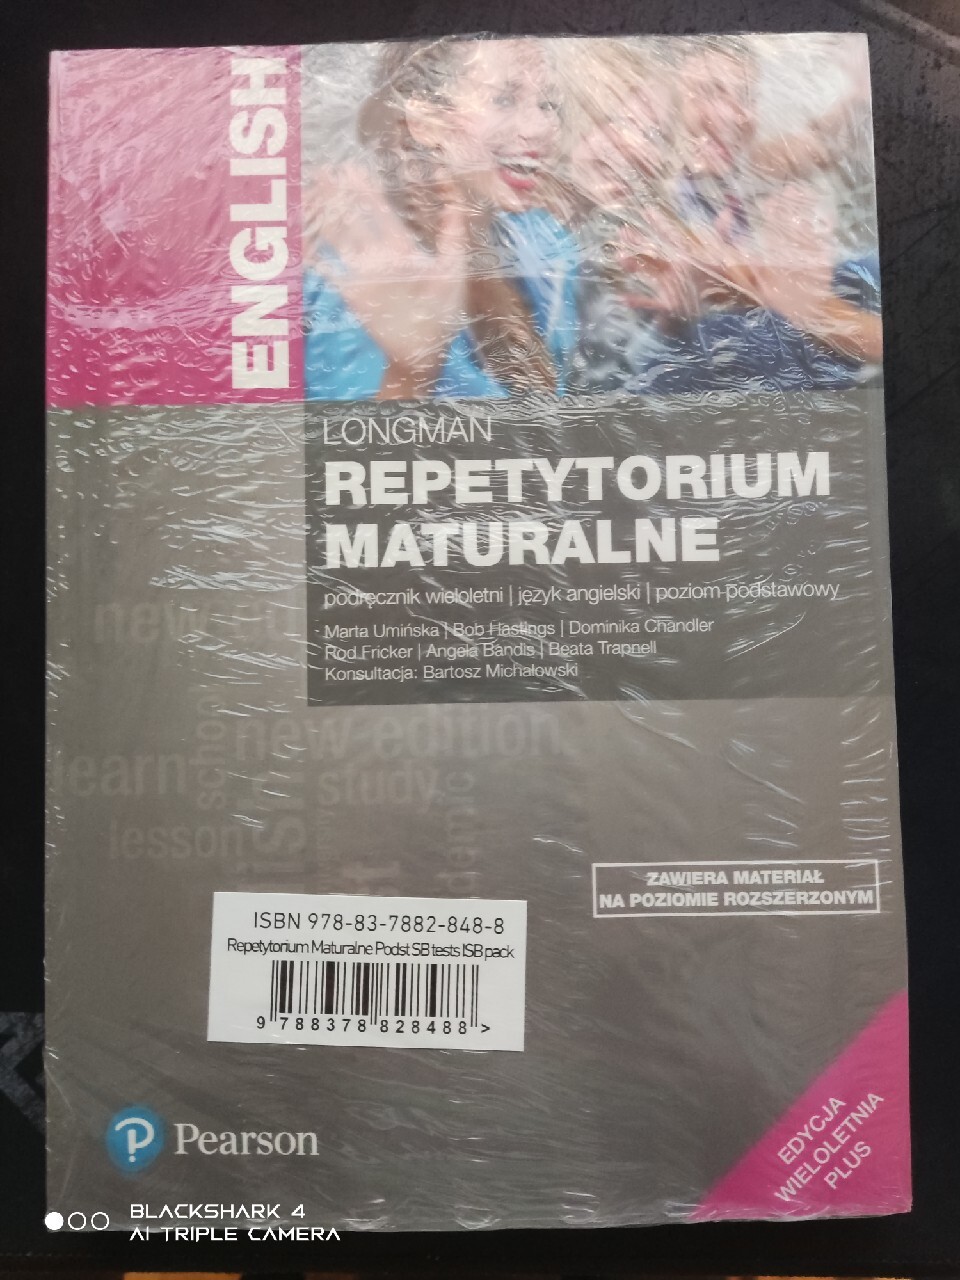 ENGLISH
LONGMAN
REPETYTORIUM
MATURALNE
podręcznik wieloletni | język angielski | poziom podstawowy
Marta Umińska | Bob Hastings | Dominika Chandler
Rod Fricker | Angela Bandis | Beata Trapnell
Konsultacja: Bartosz Michałowski
new
new edition
learn
school
study
lesson
ZAWIERA MATERIAŁ
NA POZIOMIE ROZSZERZONYM
ISBN 978-83-7882-848-8
Repetytorium Maturalne Podst SB tests ISB pack
9 788378 828488 >
Pearson
EDYCJA
WIELOLETNIA
PLUS
BLACKSHARK 4
AI TRIPLE CAMERA